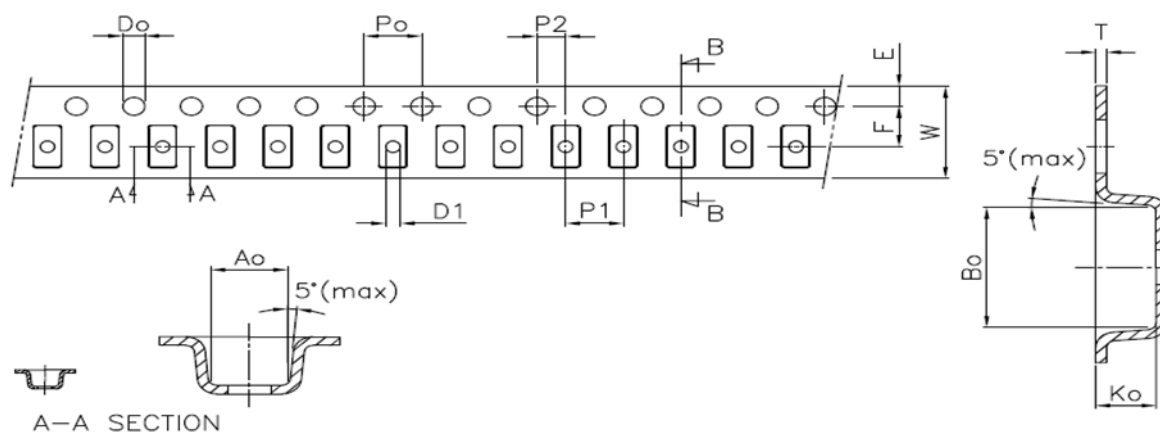 Do
Po
P2
B
E
T
F
W
5°(max)
A
A
D1
P1
B
Ao
5°(max)
Bo
Ko
A-A SECTION